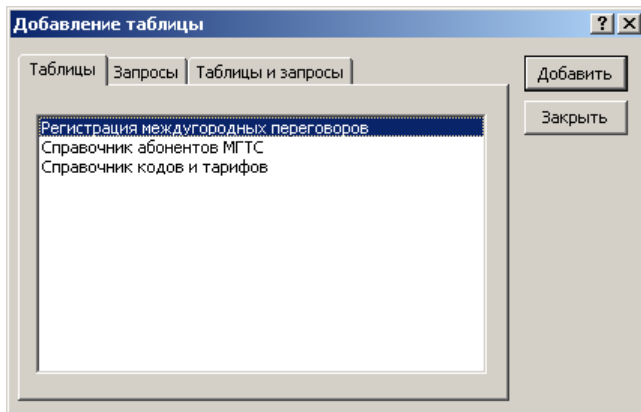 Добавление таблицы
Таблицы Запросы Таблицы и запросы
Добавить
Закрыть
Регистрация междугородных переговоров
Справочник абонентов МГТС
Справочник кодов и тарифов